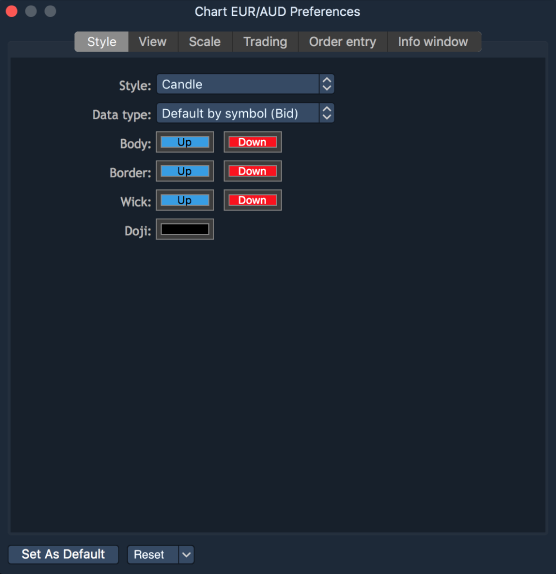 Chart EUR/AUD Preferences
Style View Scale Trading Order entry Info window
Style: Candle
Data type: Default by symbol (Bid)
Body: Up Down
Border: Up Down
Wick: Up Down
Doji:
Set As Default Reset